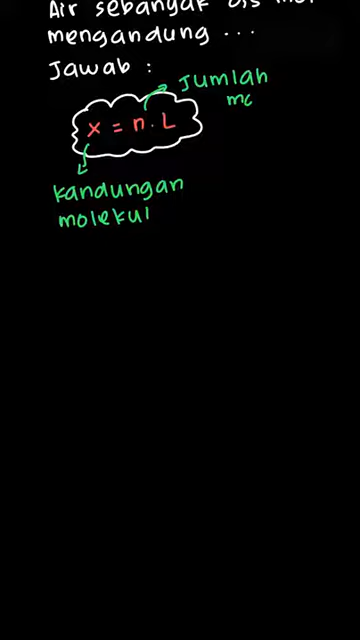 Air sebanyak
mengandung ...
Jawab :
Jumlah
x = n . L
kandungan
molekul